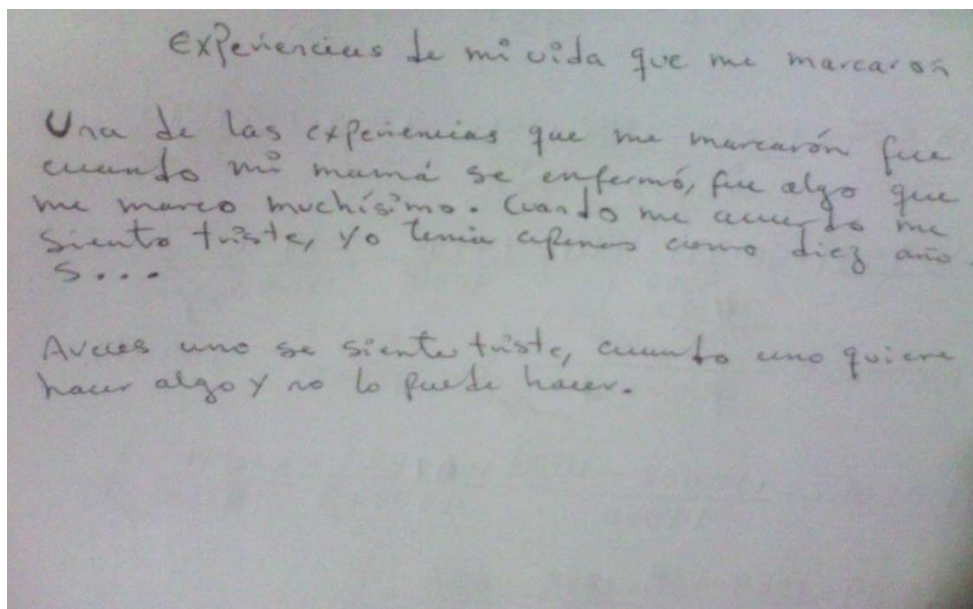 Experiencias de mi vida que me marcarón
Una de las experiencias que me marcarón fue
cuando mi mamá se enfermó, fue algo que
me marco muchísimo. Cuando me acuerdo me
siento triste, yo tenia apenas como diez año
s...
Aveces uno se siente triste, cuando uno quiere
hacer algo y no lo puede hacer.